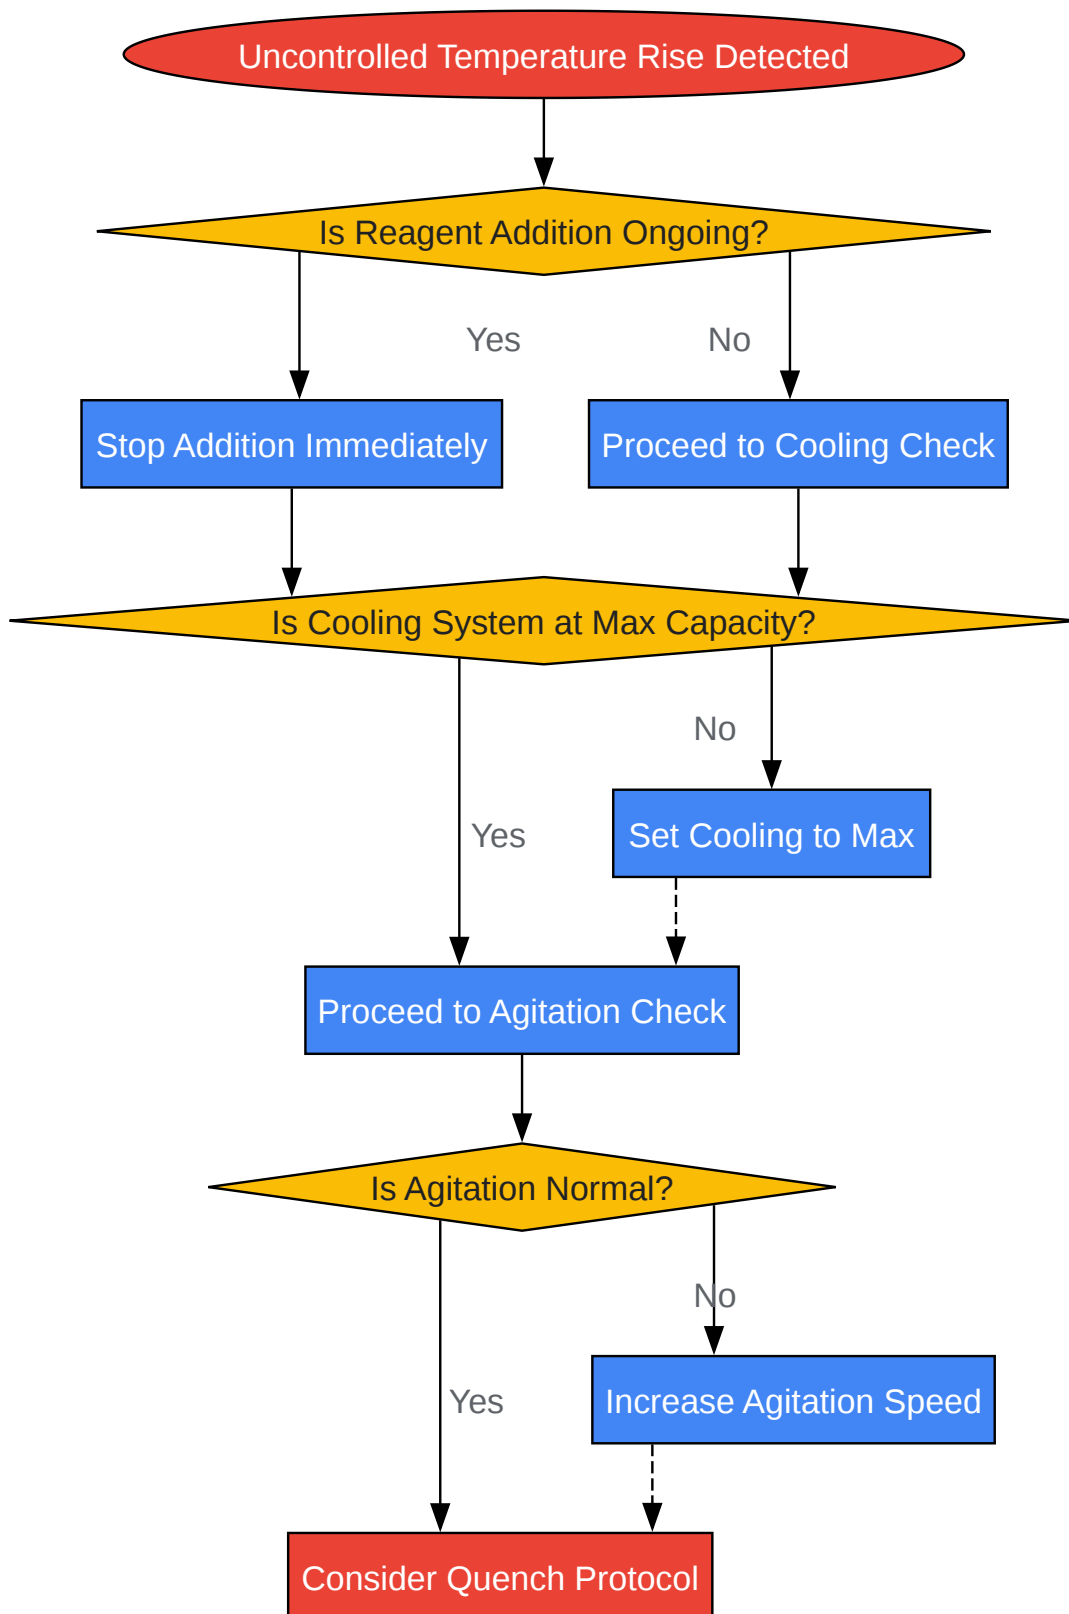 Uncontrolled Temperature Rise Detected
Is Reagent Addition Ongoing?
Yes
No
Stop Addition Immediately
Proceed to Cooling Check
Is Cooling System at Max Capacity?
No
Yes
Set Cooling to Max
Proceed to Agitation Check
Is Agitation Normal?
No
Yes
Increase Agitation Speed
Consider Quench Protocol